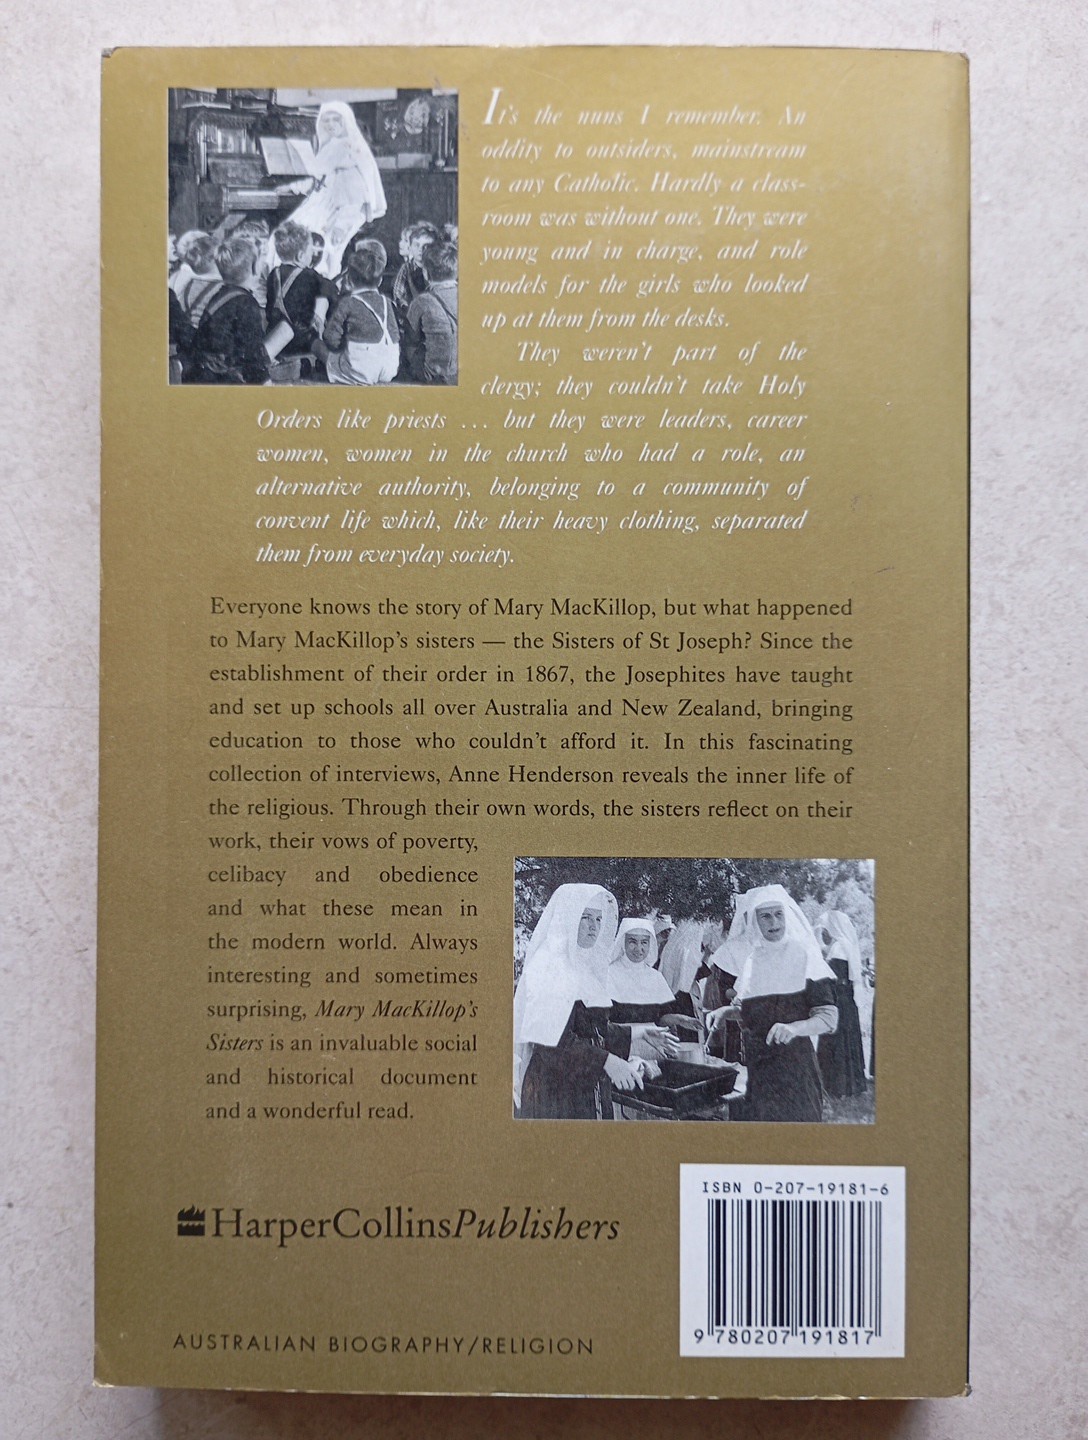 It's the nuns I remember. An
oddity to outsiders, mainstream
to any Catholic. Hardly a class-
room was without one. They were
young and in charge, and role
models for the girls who looked
up at them from the desks.
They weren't part of the
clergy; they couldn't take Holy
Orders like priests ... but they were leaders, career
women, women in the church who had a role, an
alternative authority, belonging to a community of
convent life which, like their heavy clothing, separated
them from everyday society.
Everyone knows the story of Mary MacKillop, but what happened
to Mary MacKillop's sisters — the Sisters of St Joseph? Since the
establishment of their order in 1867, the Josephites have taught
and set up schools all over Australia and New Zealand, bringing
education to those who couldn't afford it. In this fascinating
collection of interviews, Anne Henderson reveals the inner life of
the religious. Through their own words, the sisters reflect on their
work, their vows of poverty,
celibacy and obedience
and what these mean in
the modern world. Always
interesting and sometimes
surprising, Mary MacKillop's
Sisters is an invaluable social
and historical document
and a wonderful read.
HarperCollinsPublishers
AUSTRALIAN BIOGRAPHY/RELIGION
ISBN 0-207-19181-6
9 780207 191817